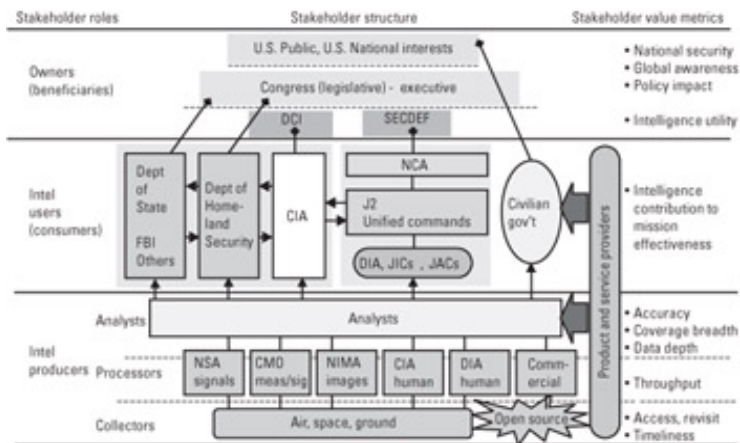 Stakeholder roles
Stakeholder structure
Stakeholder value metrics
Owners
(beneficiaries)
U.S. Public, U.S. National interests
Congress (legislative) - executive
DCI
SECDEF
• National security
• Global awareness
• Policy impact
• Intelligence utility
Intel
users
(consumers)
Dept
of
State
FBI
Others
Dept of
Home-
land
Security
CIA
NCA
J2
Unified commands
DIA, JICs , JACs
Civilian
gov't
Product and service providers
• Intelligence
contribution to
mission
effectiveness
Intel
producers
Analysts
Analysts
• Accuracy
• Coverage breadth
• Data depth
Processors
NSA
signals
CMO
meas/sig
NIMA
images
CIA
human
DIA
human
Comm-
ercial
• Throughput
Collectors
Air, space, ground
Open source
• Access, revisit
• Timeliness